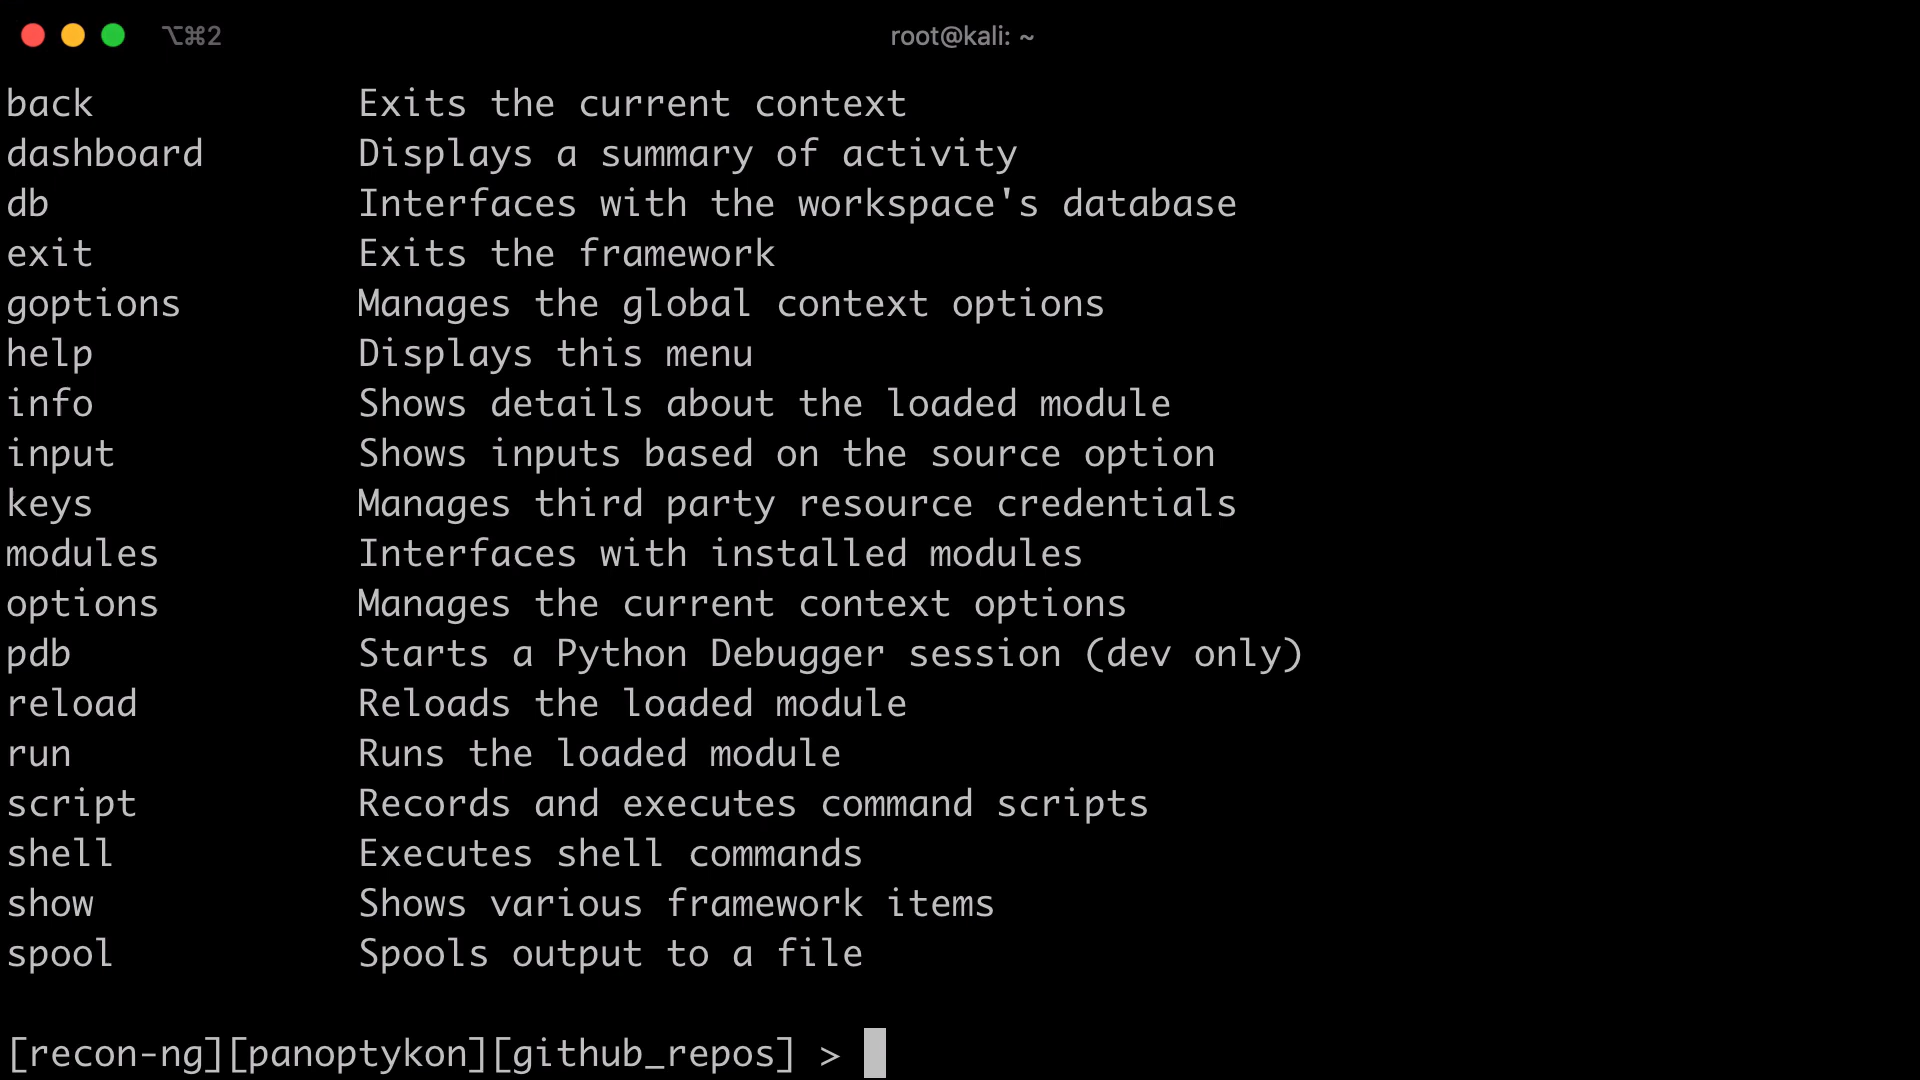 ⌥⌘2 root@kali: ~
back Exits the current context
dashboard Displays a summary of activity
db Interfaces with the workspace's database
exit Exits the framework
goptions Manages the global context options
help Displays this menu
info Shows details about the loaded module
input Shows inputs based on the source option
keys Manages third party resource credentials
modules Interfaces with installed modules
options Manages the current context options
pdb Starts a Python Debugger session (dev only)
reload Reloads the loaded module
run Runs the loaded module
script Records and executes command scripts
shell Executes shell commands
show Shows various framework items
spool Spools output to a file
[recon-ng][panoptykon][github_repos] >